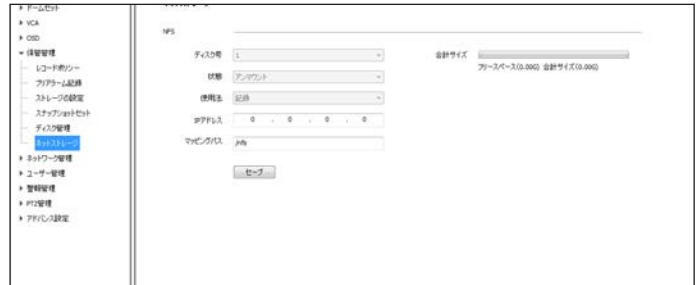 ドームセット
VCA
OSD
保管管理
レコードポリシー
プリアラーム記録
ストレージの設定
スナップショットセット
ディスク管理
ネットストレージ
ネットワーク管理
ユーザー管理
警報管理
PTZ管理
アドバンス設定
NFS
ディスク号 1
状態 アンマウント
使用法 記録
IPアドレス 0 . 0 . 0 . 0
マッピングパス /nfs
セーブ
合計サイズ
フリースペース(0.00G) 合計サイズ(0.00G)